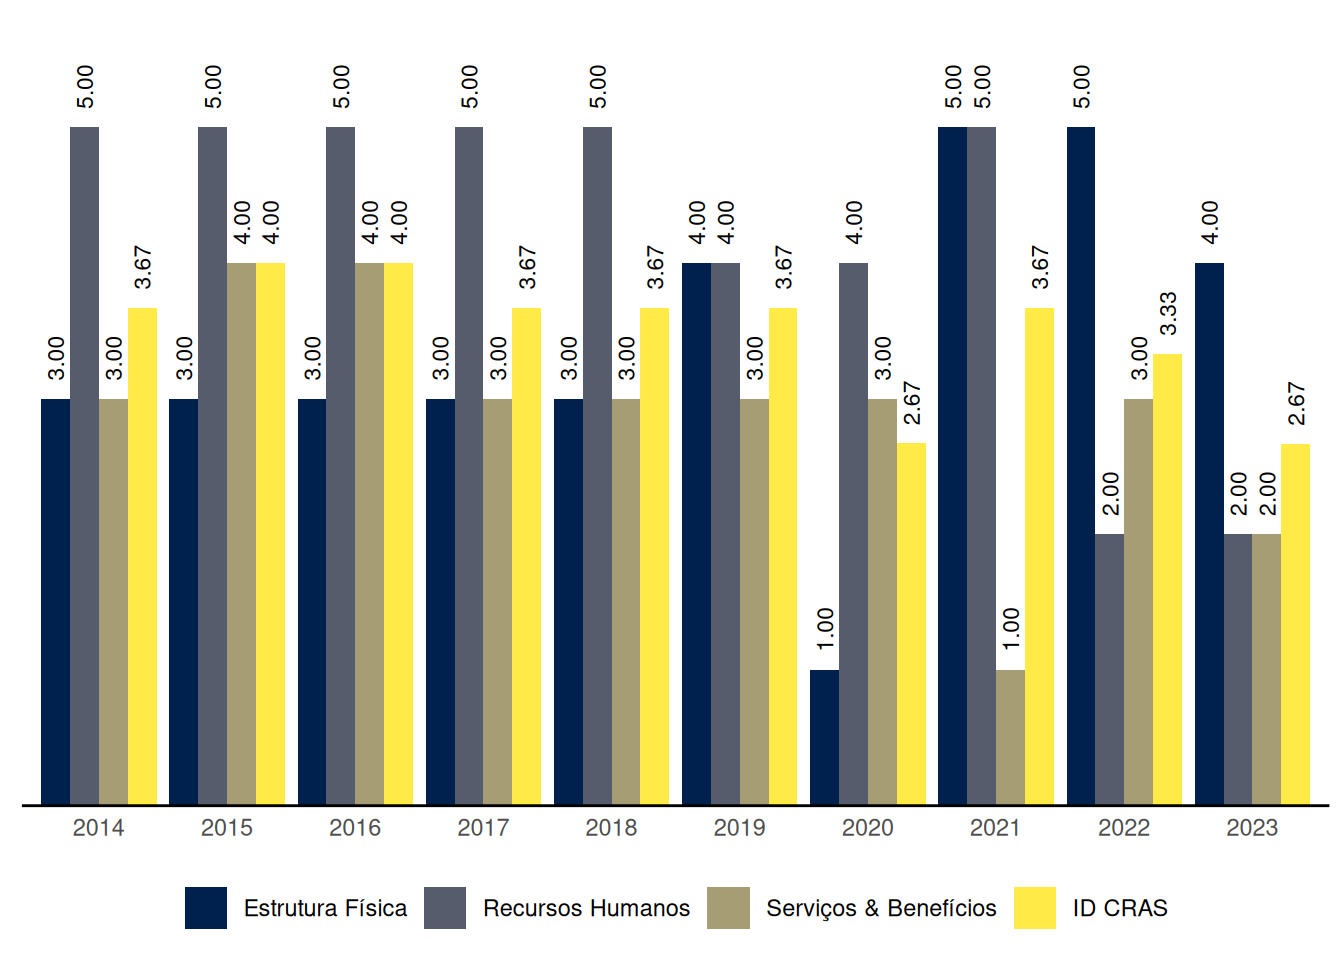 5.00 5.00 5.00 5.00 5.00 5.00 5.00 5.00
4.00 4.00 4.00 4.00 4.00 4.00 4.00 4.00
3.67 3.67 3.67 3.67 3.67
3.33
3.00 3.00 3.00 3.00 3.00 3.00 3.00 3.00 3.00 3.00 3.00
2.67 2.67
2.00 2.00 2.00
1.00 1.00
2014 2015 2016 2017 2018 2019 2020 2021 2022 2023
Estrutura Física Recursos Humanos Serviços & Benefícios ID CRAS